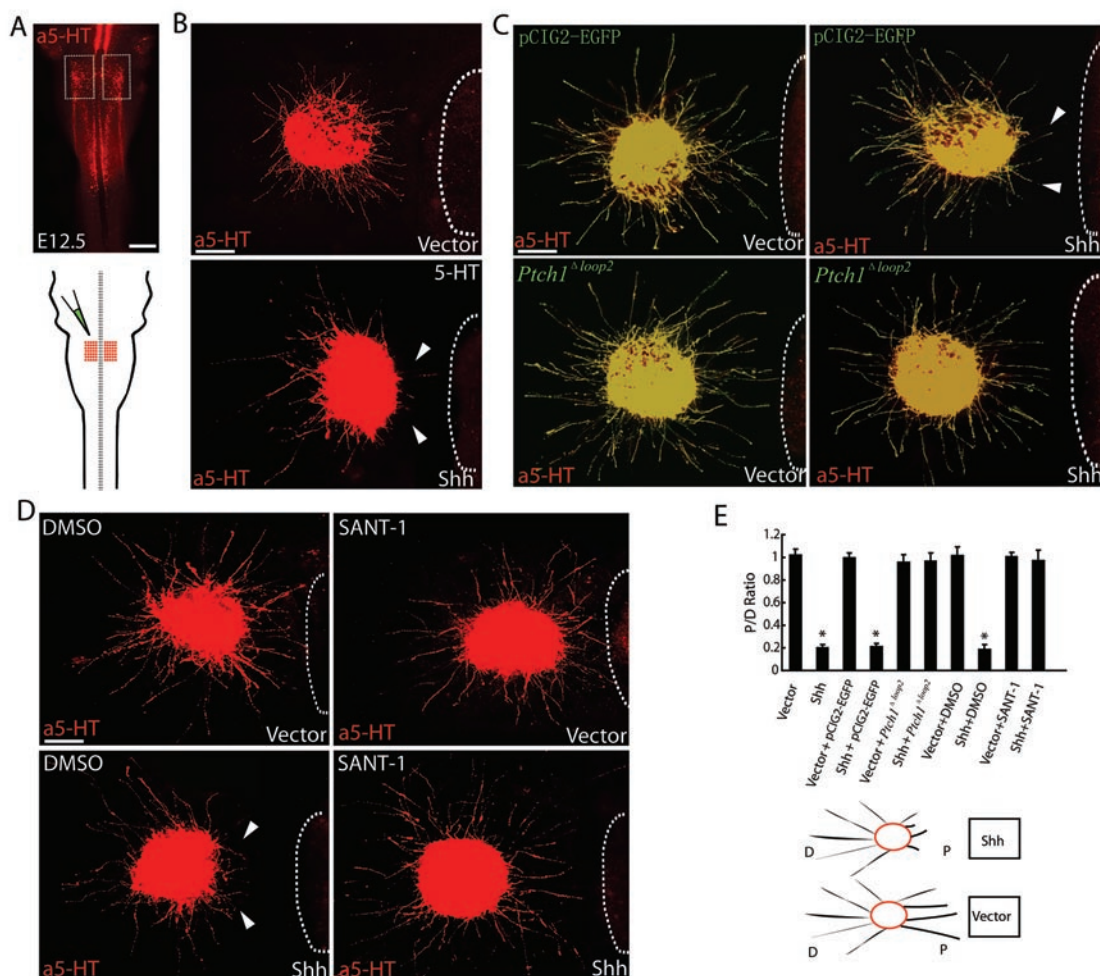 A
a5-HT
E12.5
B
a5-HT
Vector
5-HT
a5-HT
Shh
C
pCIG2-EGFP
a5-HT
pCIG2-EGFP
a5-HT
Shh
Ptch1Δloop2
a5-HT
Vector
Ptch1Δloop2
a5-HT
Shh
D
DMSO
a5-HT
Vector
SANT-1
a5-HT
Vector
DMSO
a5-HT
Shh
SANT-1
a5-HT
Shh
E
P/D Ratio
1.2
1
0.8
0.6
0.4
0.2
0
*
*
*
Vector
Shh
Vector+ pCIG2-EGFP
Shh + pCIG2-EGFP
Vector+ Ptch1Δloop2
Shh + Ptch1Δloop2
Vector+DMSO
Shh+DMSO
Vector+SANT-1
Shh+SANT-1
D
P
Shh
D
P
Vector